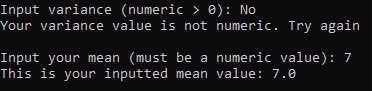 Input variance (numeric > 0): No
Your variance value is not numeric. Try again
Input your mean (must be a numeric value): 7
This is your inputted mean value: 7.0